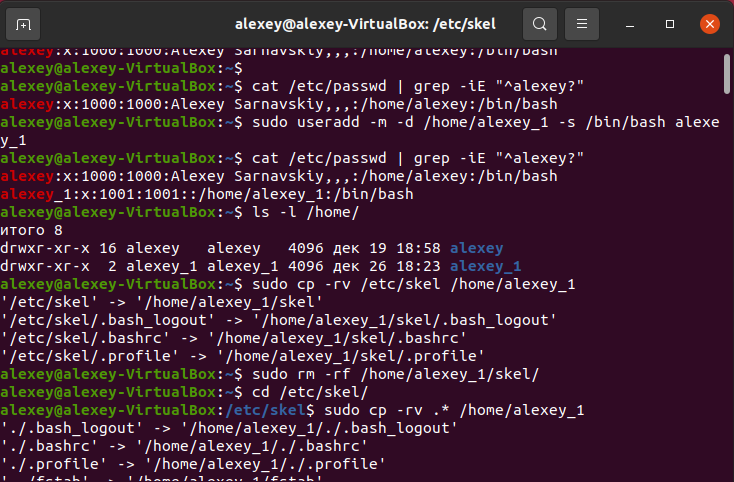 alexey@alexey-VirtualBox: /etc/skel
alexey:x:1000:1000:Alexey Sarnavskiy,,,:/home/alexey:/bin/bash
alexey@alexey-VirtualBox:~$
alexey@alexey-VirtualBox:~$ cat /etc/passwd | grep -iE "^alexey?"
alexey:x:1000:1000:Alexey Sarnavskiy,,,:/home/alexey:/bin/bash
alexey@alexey-VirtualBox:~$ sudo useradd -m -d /home/alexey_1 -s /bin/bash alexe
y_1
alexey@alexey-VirtualBox:~$ cat /etc/passwd | grep -iE "^alexey?"
alexey:x:1000:1000:Alexey Sarnavskiy,,,:/home/alexey:/bin/bash
alexey_1:x:1001:1001::/home/alexey_1:/bin/bash
alexey@alexey-VirtualBox:~$ ls -l /home/
итого 8
drwxr-xr-x 16 alexey   alexey   4096 дек 19 18:58 alexey
drwxr-xr-x  2 alexey_1 alexey_1 4096 дек 26 18:23 alexey_1
alexey@alexey-VirtualBox:~$ sudo cp -rv /etc/skel /home/alexey_1
'/etc/skel' -> '/home/alexey_1/skel'
'/etc/skel/.bash_logout' -> '/home/alexey_1/skel/.bash_logout'
'/etc/skel/.bashrc' -> '/home/alexey_1/skel/.bashrc'
'/etc/skel/.profile' -> '/home/alexey_1/skel/.profile'
alexey@alexey-VirtualBox:~$ sudo rm -rf /home/alexey_1/skel/
alexey@alexey-VirtualBox:~$ cd /etc/skel/
alexey@alexey-VirtualBox:/etc/skel$ sudo cp -rv .* /home/alexey_1
'./.bash_logout' -> '/home/alexey_1/./.bash_logout'
'./.bashrc' -> '/home/alexey_1/./.bashrc'
'./.profile' -> '/home/alexey_1/./.profile'
'../fstab' -> '/home/alexey_1/fstab'